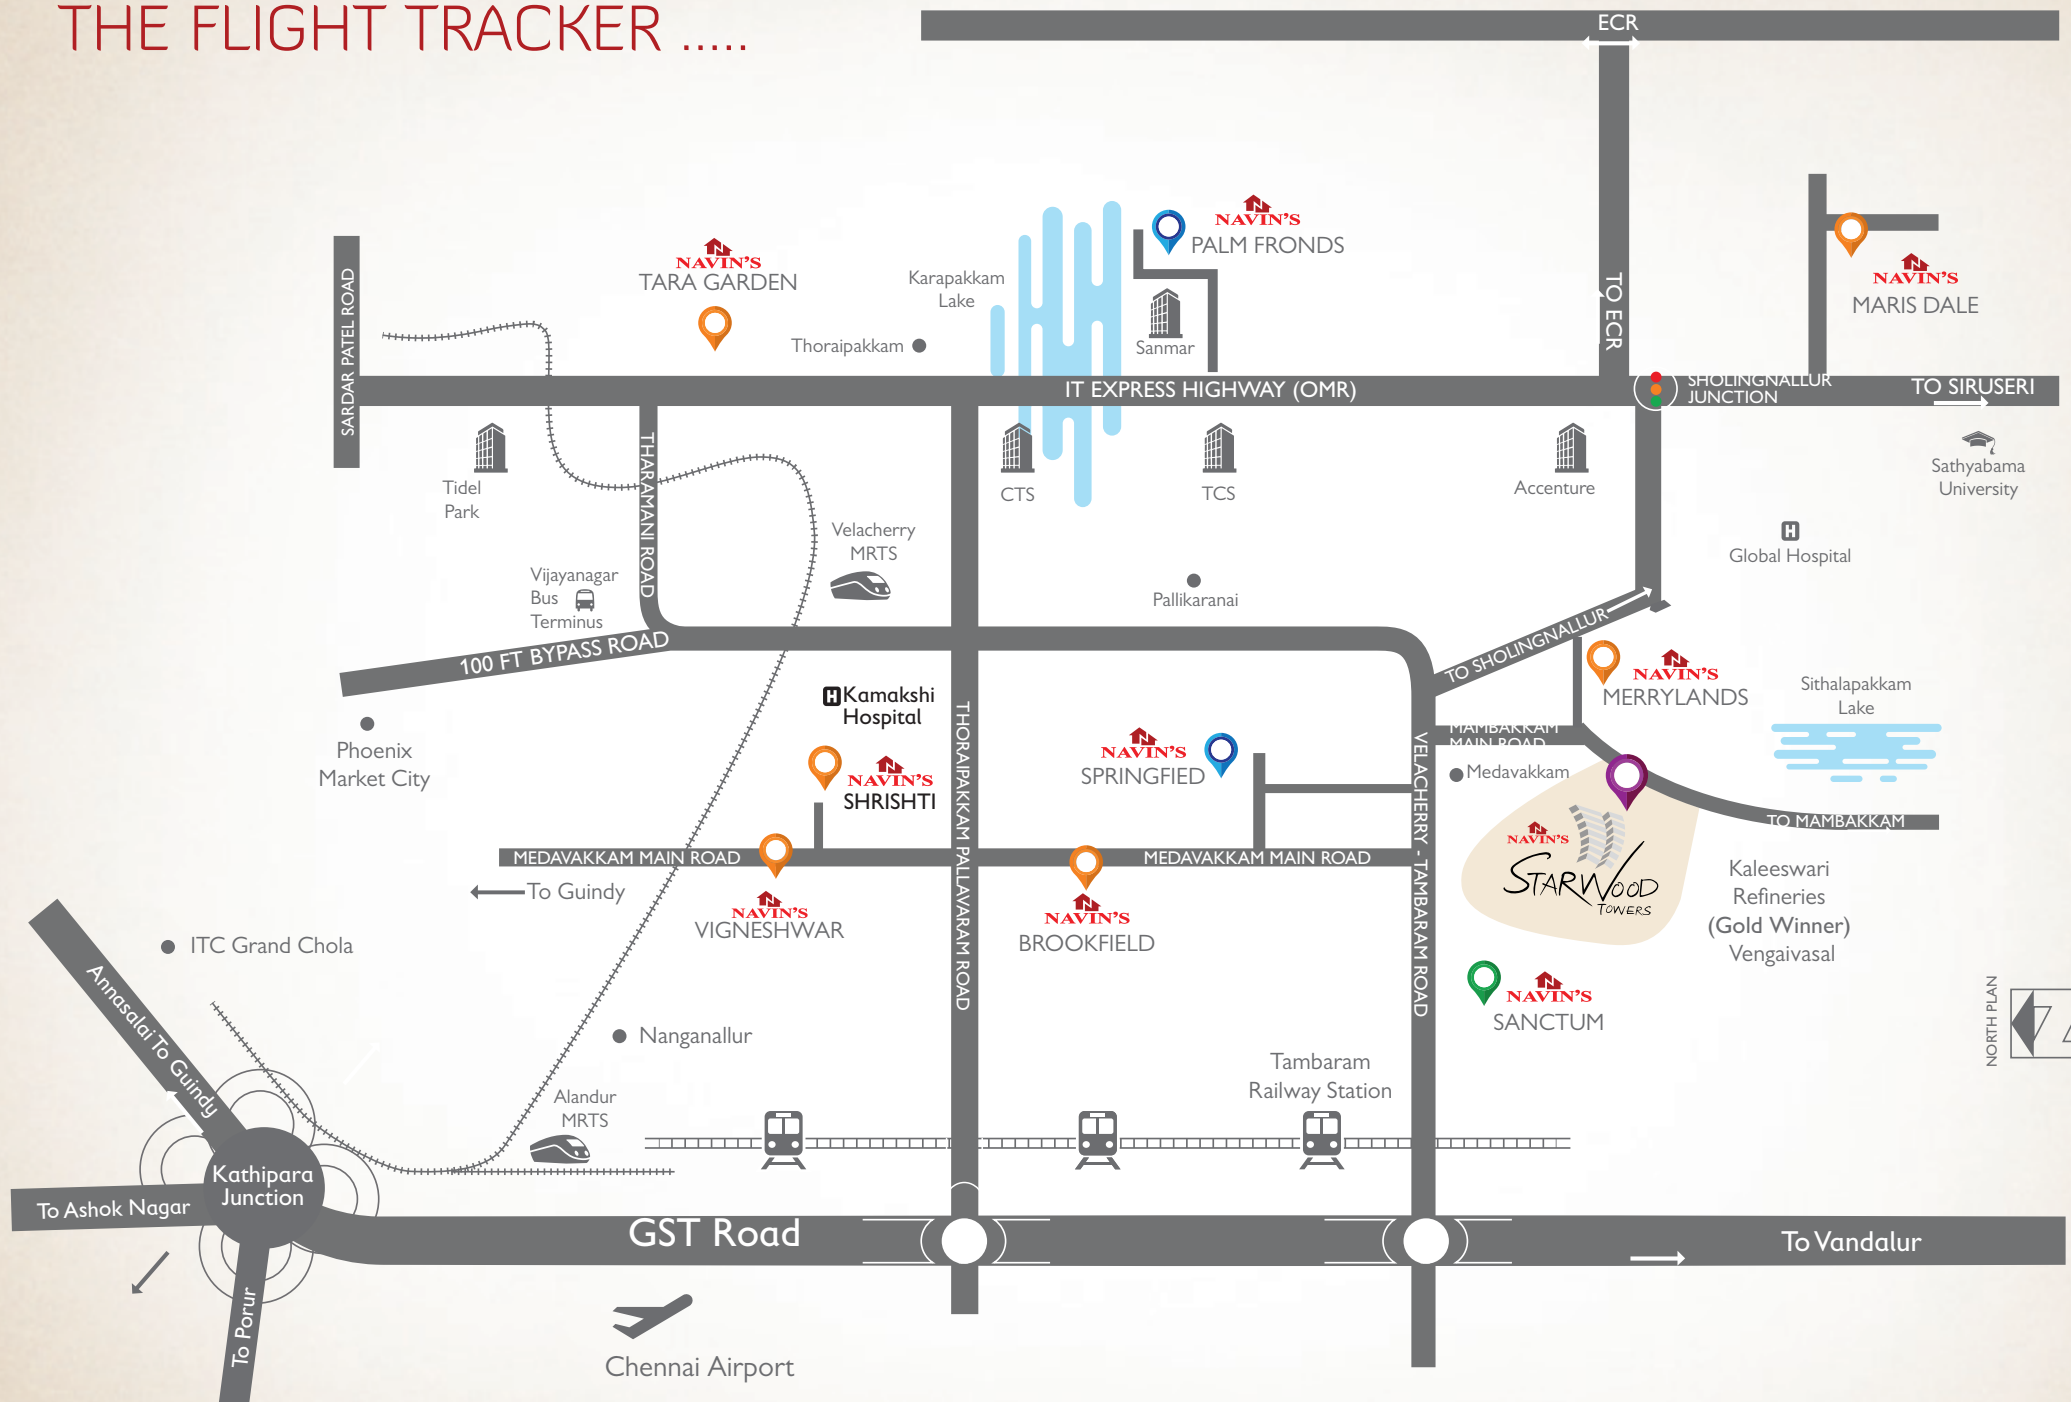 THE FLIGHT TRACKER .....
ECR
TO ECR
NAVIN'S
PALM FRONDS
NAVIN'S
TARA GARDEN
Karapakkam
Lake
NAVIN'S
MARIS DALE
SARDAR PATEL ROAD
Thoraipakkam
Sanmar
IT EXPRESS HIGHWAY (OMR)
SHOLINGNALLUR
JUNCTION
TO SIRUSERI
Tidel
Park
THARAMANI ROAD
CTS
TCS
Accenture
Sathyabama
University
Velacherry
MRTS
H
Global Hospital
Vijayanagar
Bus
Terminus
Pallikaranai
100 FT BYPASS ROAD
TO SHOLINGNALLUR
NAVIN'S
MERRYLANDS
Sithalapakkam
Lake
H Kamakshi
Hospital
Phoenix
Market City
NAVIN'S
SHRISHTI
THORAIPAKKAM PALLAVARAM ROAD
NAVIN'S
SPRINGFIED
VELACHERRY - TAMBARAM ROAD
MAMBAKKAM
MAIN ROAD
Medavakkam
TO MAMBAKKAM
MEDAVAKKAM MAIN ROAD
MEDAVAKKAM MAIN ROAD
NAVIN'S
STARWOOD
TOWERS
Kaleeswari
Refineries
(Gold Winner)
Vengaivasal
To Guindy
NAVIN'S
VIGNESHWAR
NAVIN'S
BROOKFIELD
ITC Grand Chola
Annasalai To Guindy
NAVIN'S
SANCTUM
NORTH PLAN
Nanganallur
Tambaram
Railway Station
Alandur
MRTS
Kathipara
Junction
To Ashok Nagar
GST Road
To Vandalur
To Porur
Chennai Airport